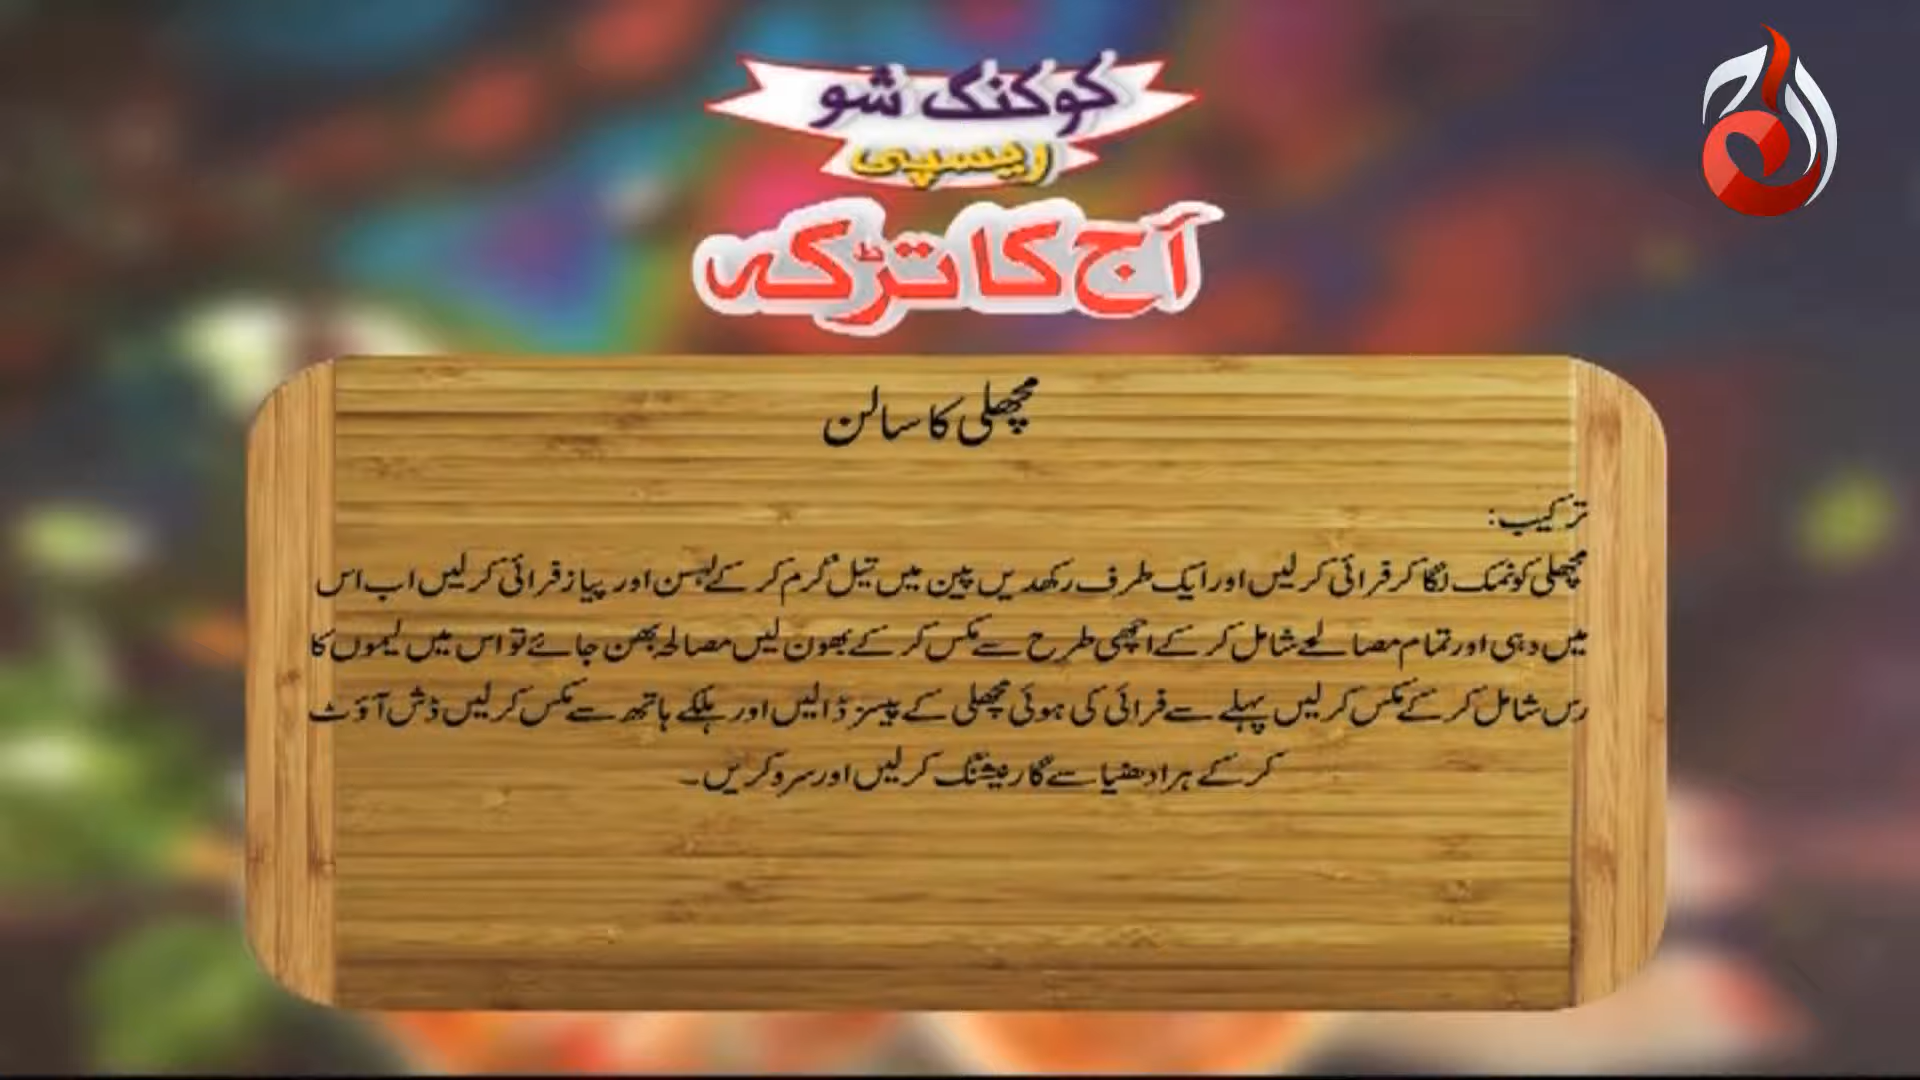 کوکنگ شو
ریسپی
آج کا تڑکہ
مچھلی کا سالن
ترکیب:
مچھلی کو نمک لگا کر فرائی کر لیں اور ایک طرف رکھدیں پین میں تیل گرم کر کے لہسن اور پیاز فرائی کر لیں اب اس
میں دہی اور تمام مصالحے شامل کر کے اچھی طرح سے مکس کر کے بھون لیں مصالحہ بھن جائے تو اس میں لیموں کا
رس شامل کر کے مکس کر لیں پہلے سے فرائی کی ہوئی مچھلی کے پیسز ڈالیں اور ہلکے ہاتھ سے مکس کر لیں ڈش آؤٹ
کر کے ہرا دھنیا سے گارنیشنگ کر لیں اور سرو کریں۔